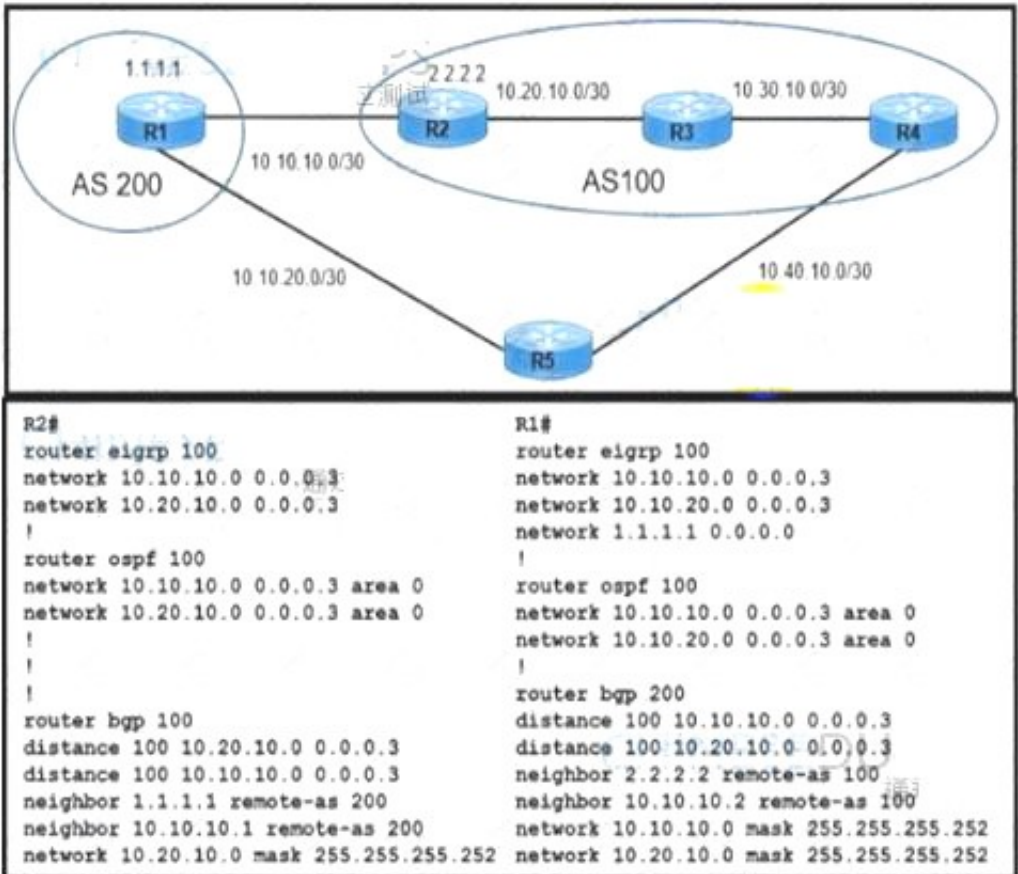 1.1.1.1
2 2 2 2
测试
10.20.10.0/30
10 30.10 0/30
R1
R2
R3
R4
10 10.10 0/30
AS 200
AS100
10 10.20.0/30
10 40.10.0/30
R5
R2#
router eigrp 100
network 10.10.10.0 0.0.0.3
network 10.20.10.0 0.0.0.3
!
router ospf 100
network 10.10.10.0 0.0.0.3 area 0
network 10.20.10.0 0.0.0.3 area 0
!
!
!
router bgp 100
distance 100 10.20.10.0 0.0.0.3
distance 100 10.10.10.0 0.0.0.3
neighbor 1.1.1.1 remote-as 200
neighbor 10.10.10.1 remote-as 200
network 10.20.10.0 mask 255.255.255.252
R1#
router eigrp 100
network 10.10.10.0 0.0.0.3
network 10.10.20.0 0.0.0.3
network 1.1.1.1 0.0.0.0
!
router ospf 100
network 10.10.10.0 0.0.0.3 area 0
network 10.10.20.0 0.0.0.3 area 0
!
router bgp 200
distance 100 10.10.10.0 0.0.0.3
distance 100 10.20.10.0 0.0.0.3
neighbor 2.2.2.2 remote-as 100
neighbor 10.10.10.2 remote-as 100
network 10.10.10.0 mask 255.255.255.252
network 10.20.10.0 mask 255.255.255.252